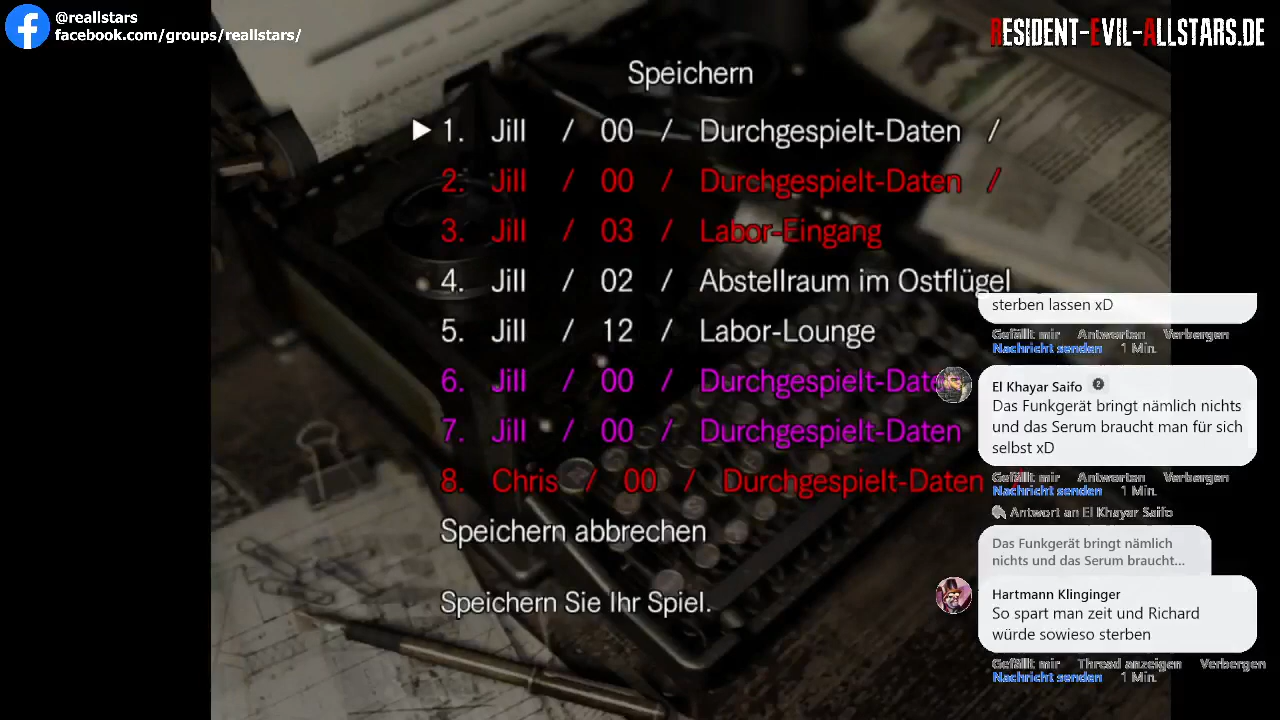 @reallstars
facebook.com/groups/reallstars/
RESIDENT-EVIL-ALLSTARS.DE
Speichern
1. Jill / 00 / Durchgespielt-Daten /
2. Jill / 00 / Durchgespielt-Daten /
3. Jill / 03 / Labor-Eingang
4. Jill / 02 / Abstellraum im Ostflügel
5. Jill / 12 / Labor-Lounge
6. Jill / 00 / Durchgespielt-Date
7. Jill / 00 / Durchgespielt-Daten
8. Chris / 00 / Durchgespielt-Daten /
Speichern abbrechen
Speichern Sie Ihr Spiel.
sterben lassen xD
Gefällt mir Antworten Verbergen
Nachricht senden 1 Min.
El Khayar Saifo 2
Das Funkgerät bringt nämlich nichts
und das Serum braucht man für sich
selbst xD
Gefällt mir Antworten Verbergen
Nachricht senden 1 Min.
Antwort an El Khayar Saifo
Das Funkgerät bringt nämlich
nichts und das Serum braucht...
Hartmann Klinginger
So spart man zeit und Richard
würde sowieso sterben
Gefällt mir Thread anzeigen Verbergen
Nachricht senden 1 Min.